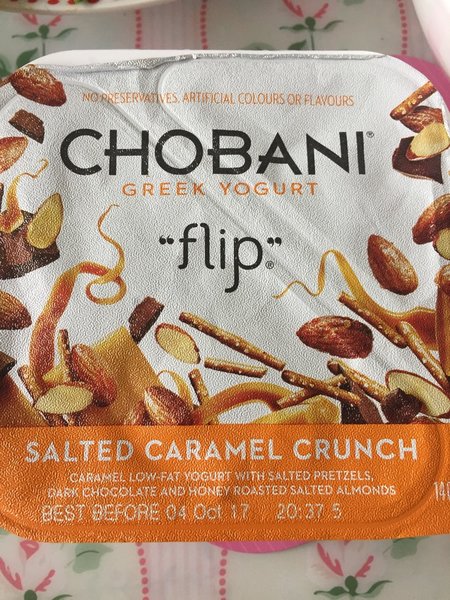 NO PRESERVATIVES, ARTIFICIAL COLOURS OR FLAVOURS
CHOBANI®
GREEK YOGURT
"flip."®
SALTED CARAMEL CRUNCH
CARAMEL LOW-FAT YOGURT WITH SALTED PRETZELS,
DARK CHOCOLATE AND HONEY ROASTED SALTED ALMONDS
BEST BEFORE 04 Oct 17 20:37 5